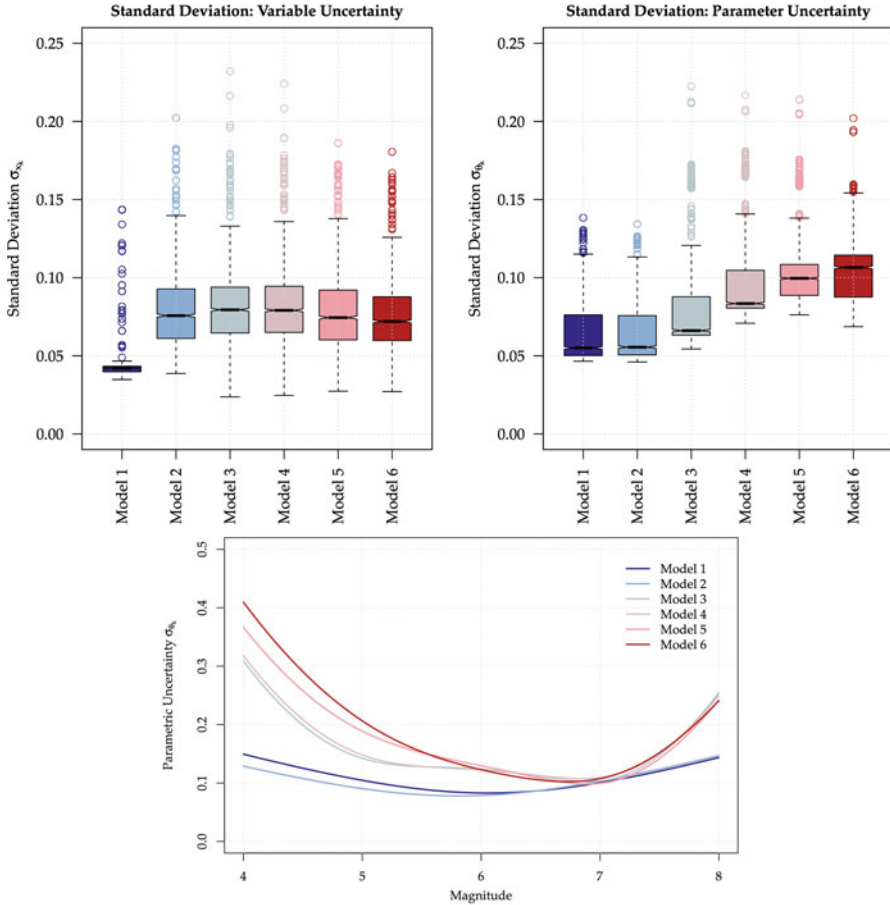 Standard Deviation: Variable Uncertainty
Standard Deviation σxk
0.25
0.20
0.15
0.10
0.05
0.00
Model 1
Model 2
Model 3
Model 4
Model 5
Model 6
Standard Deviation: Parameter Uncertainty
Standard Deviation σθk
0.25
0.20
0.15
0.10
0.05
0.00
Model 1
Model 2
Model 3
Model 4
Model 5
Model 6
Parametric Uncertainty σθk
0.5
0.4
0.3
0.2
0.1
0.0
Model 1
Model 2
Model 3
Model 4
Model 5
Model 6
4
5
6
7
8
Magnitude